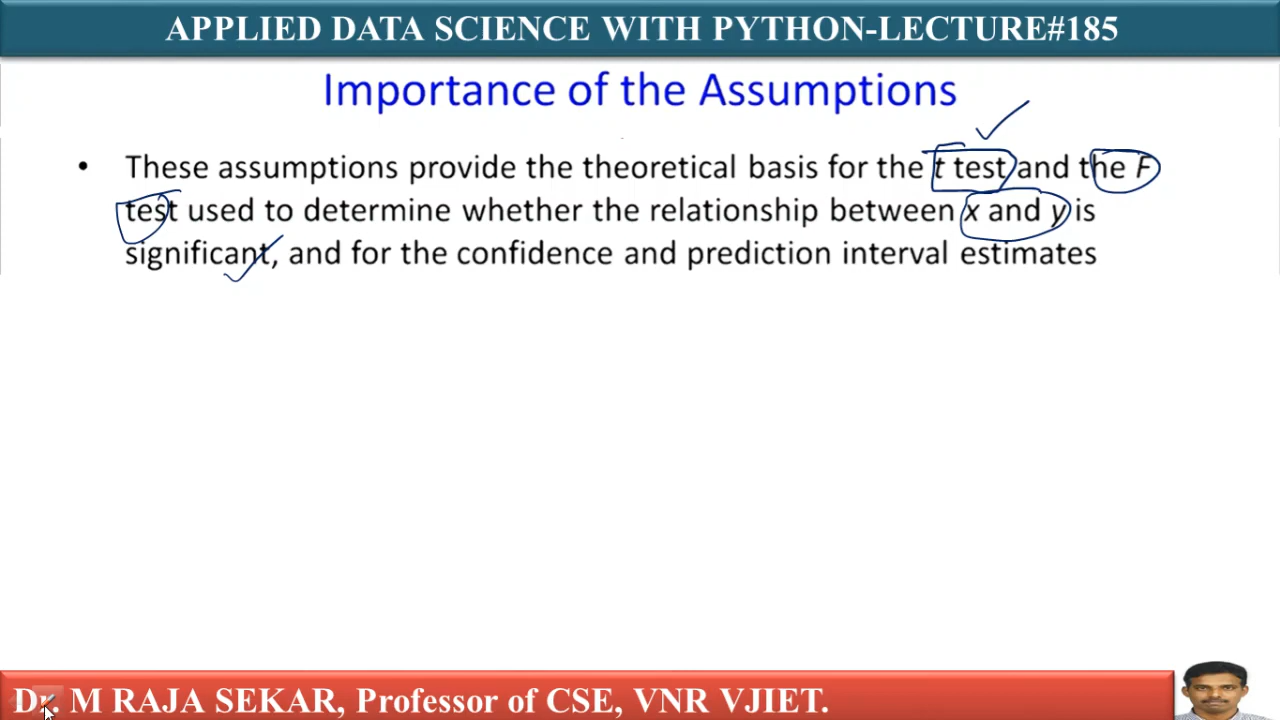 APPLIED DATA SCIENCE WITH PYTHON-LECTURE#185
Importance of the Assumptions
• These assumptions provide the theoretical basis for the t test and the F
test used to determine whether the relationship between x and y is
significant, and for the confidence and prediction interval estimates
Dr. M RAJA SEKAR, Professor of CSE, VNR VJIET.